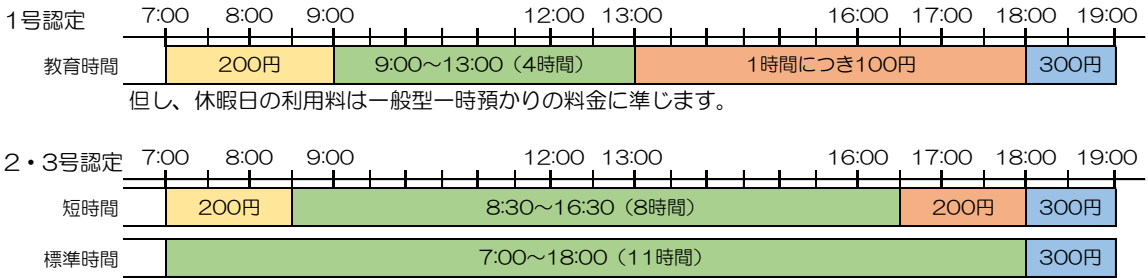 1号認定 7:00 8:00 9:00 12:00 13:00 16:00 17:00 18:00 19:00
教育時間 200円 9:00～13:00（4時間） 1時間につき100円 300円
但し、休暇日の利用料は一般型一時預かりの料金に準じます。
2・3号認定 7:00 8:00 9:00 12:00 13:00 16:00 17:00 18:00 19:00
短時間 200円 8:30～16:30（8時間） 200円 300円
標準時間 7:00～18:00（11時間） 300円